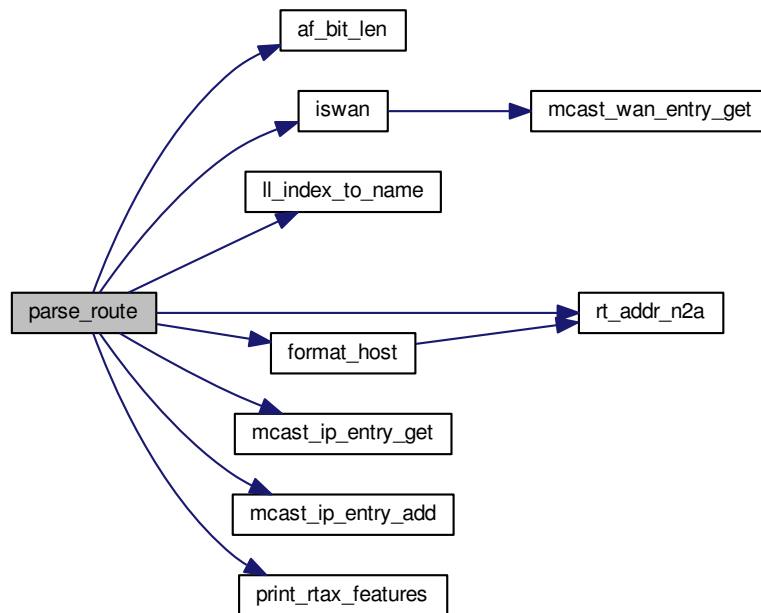 af_bit_len
iswan
mcast_wan_entry_get
ll_index_to_name
parse_route
rt_addr_n2a
format_host
mcast_ip_entry_get
mcast_ip_entry_add
print_rtax_features